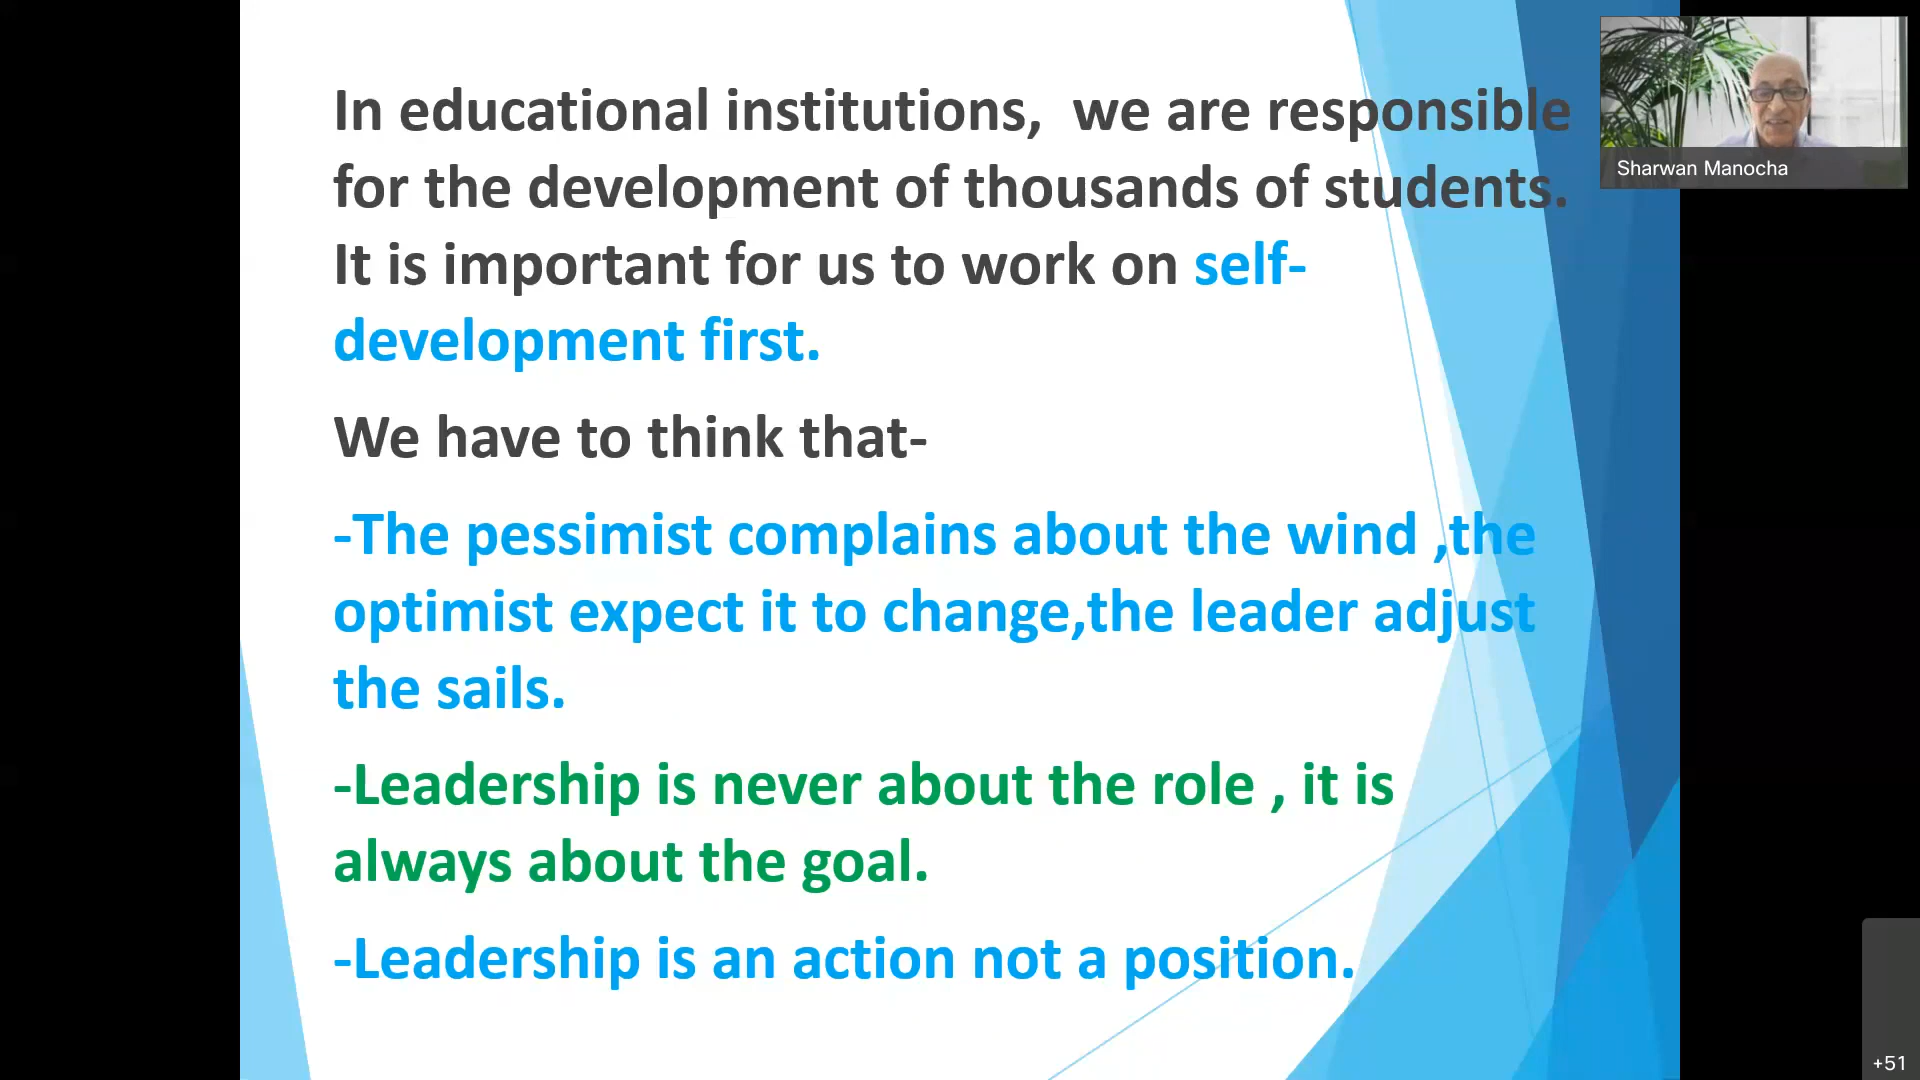 In educational institutions,  we are responsible
for the development of thousands of students.
It is important for us to work on self-
development first.
We have to think that-
-The pessimist complains about the wind ,the
optimist expect it to change,the leader adjust
the sails.
-Leadership is never about the role , it is
always about the goal.
-Leadership is an action not a position.
Sharwan Manocha
+51